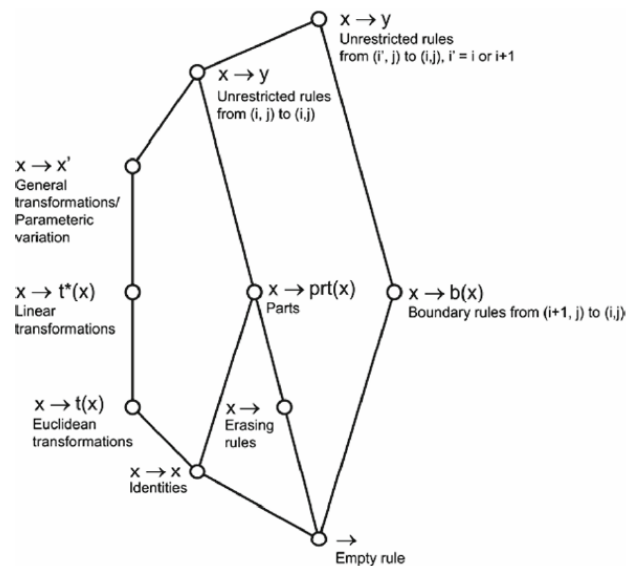 x → y
Unrestricted rules
from (i', j) to (i,j), i' = i or i+1
x → y
Unrestricted rules
from (i, j) to (i,j)
x → x'
General
transformations/
Parameteric
variation
x → t*(x)
Linear
transformations
x → prt(x)
Parts
x → b(x)
Boundary rules from (i+1, j) to (i,j)
x → t(x)
Euclidean
transformations
x →
Erasing
rules
x → x
Identities
→
Empty rule